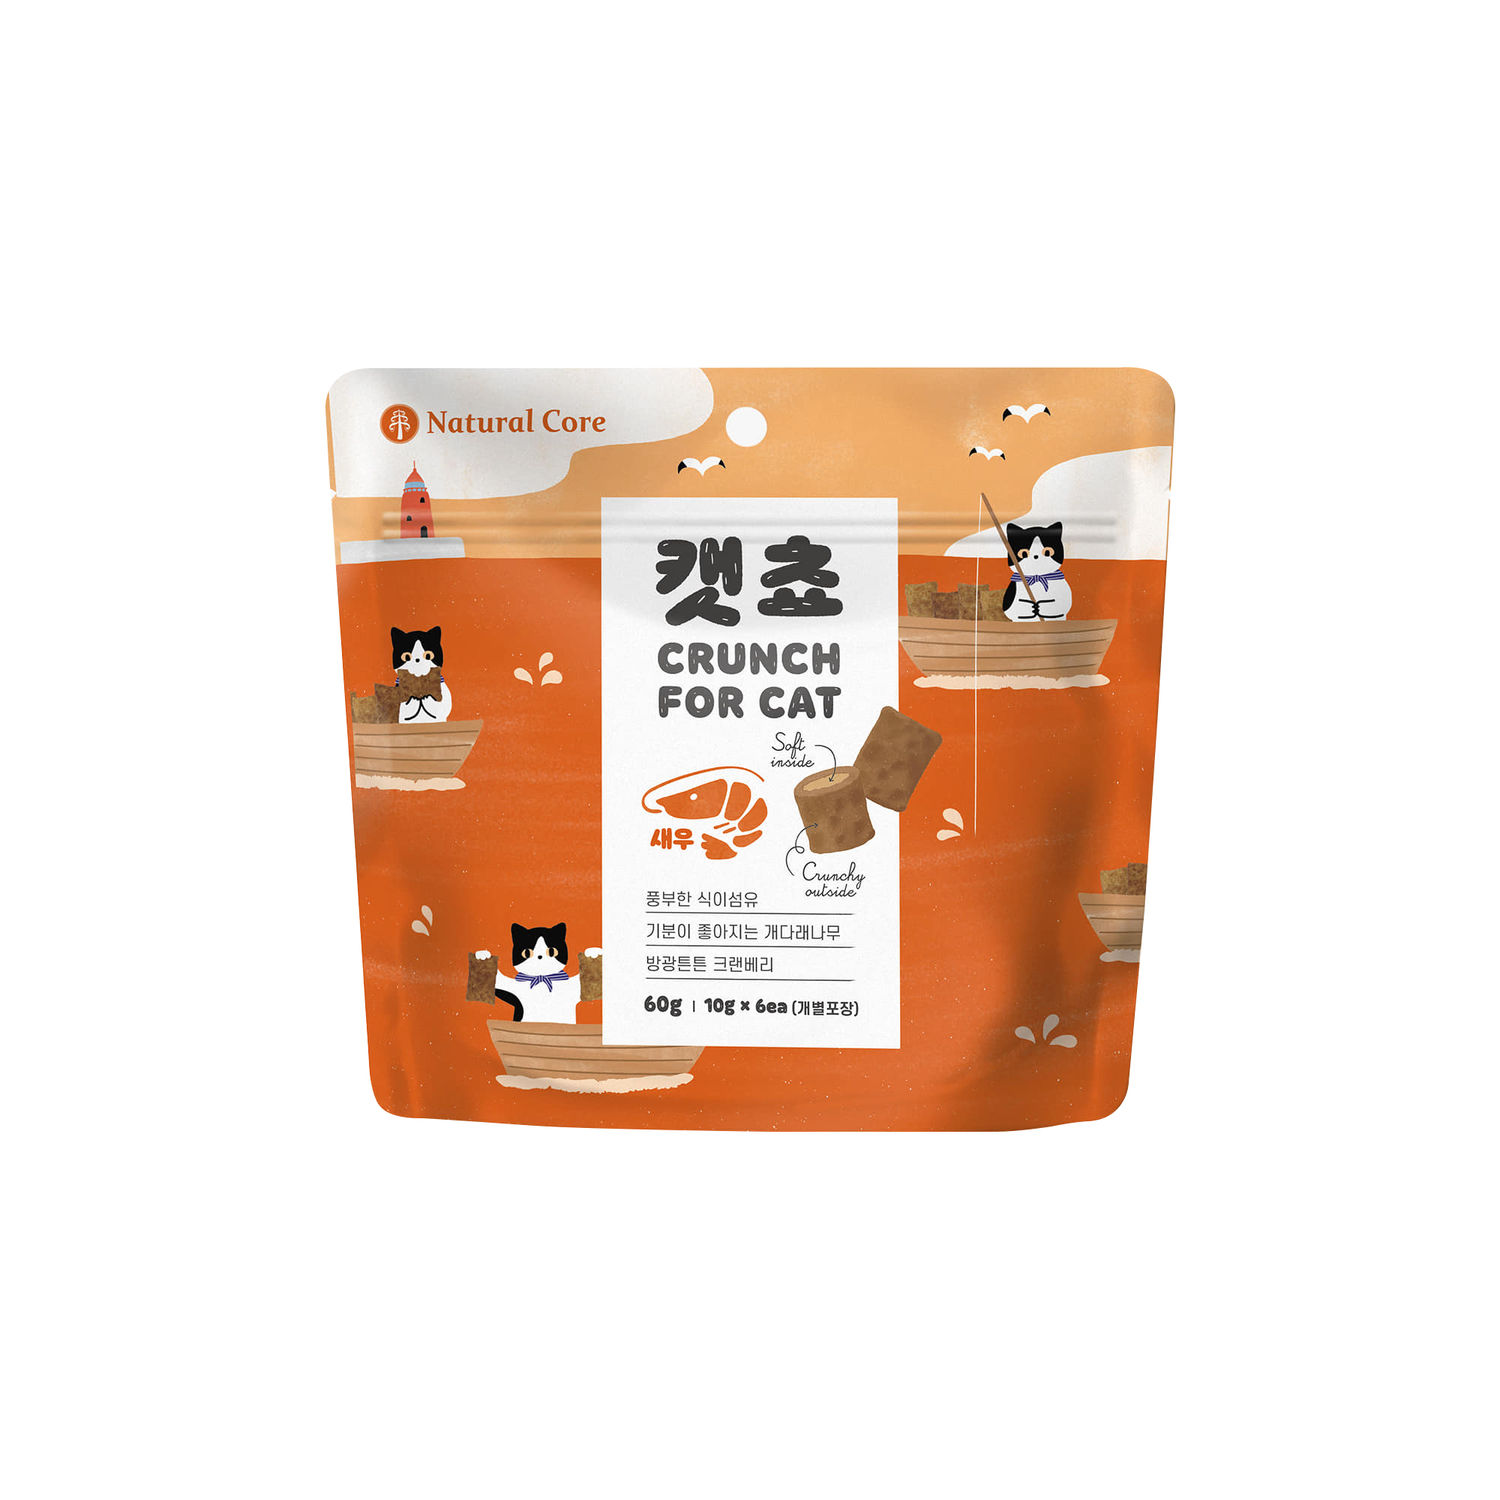 Natural Core
캣쵸
CRUNCH
FOR CAT
Soft
inside
새우
Crunchy
outside
풍부한 식이섬유
기분이 좋아지는 개다래나무
방광튼튼 크랜베리
60g | 10g × 6ea (개별포장)